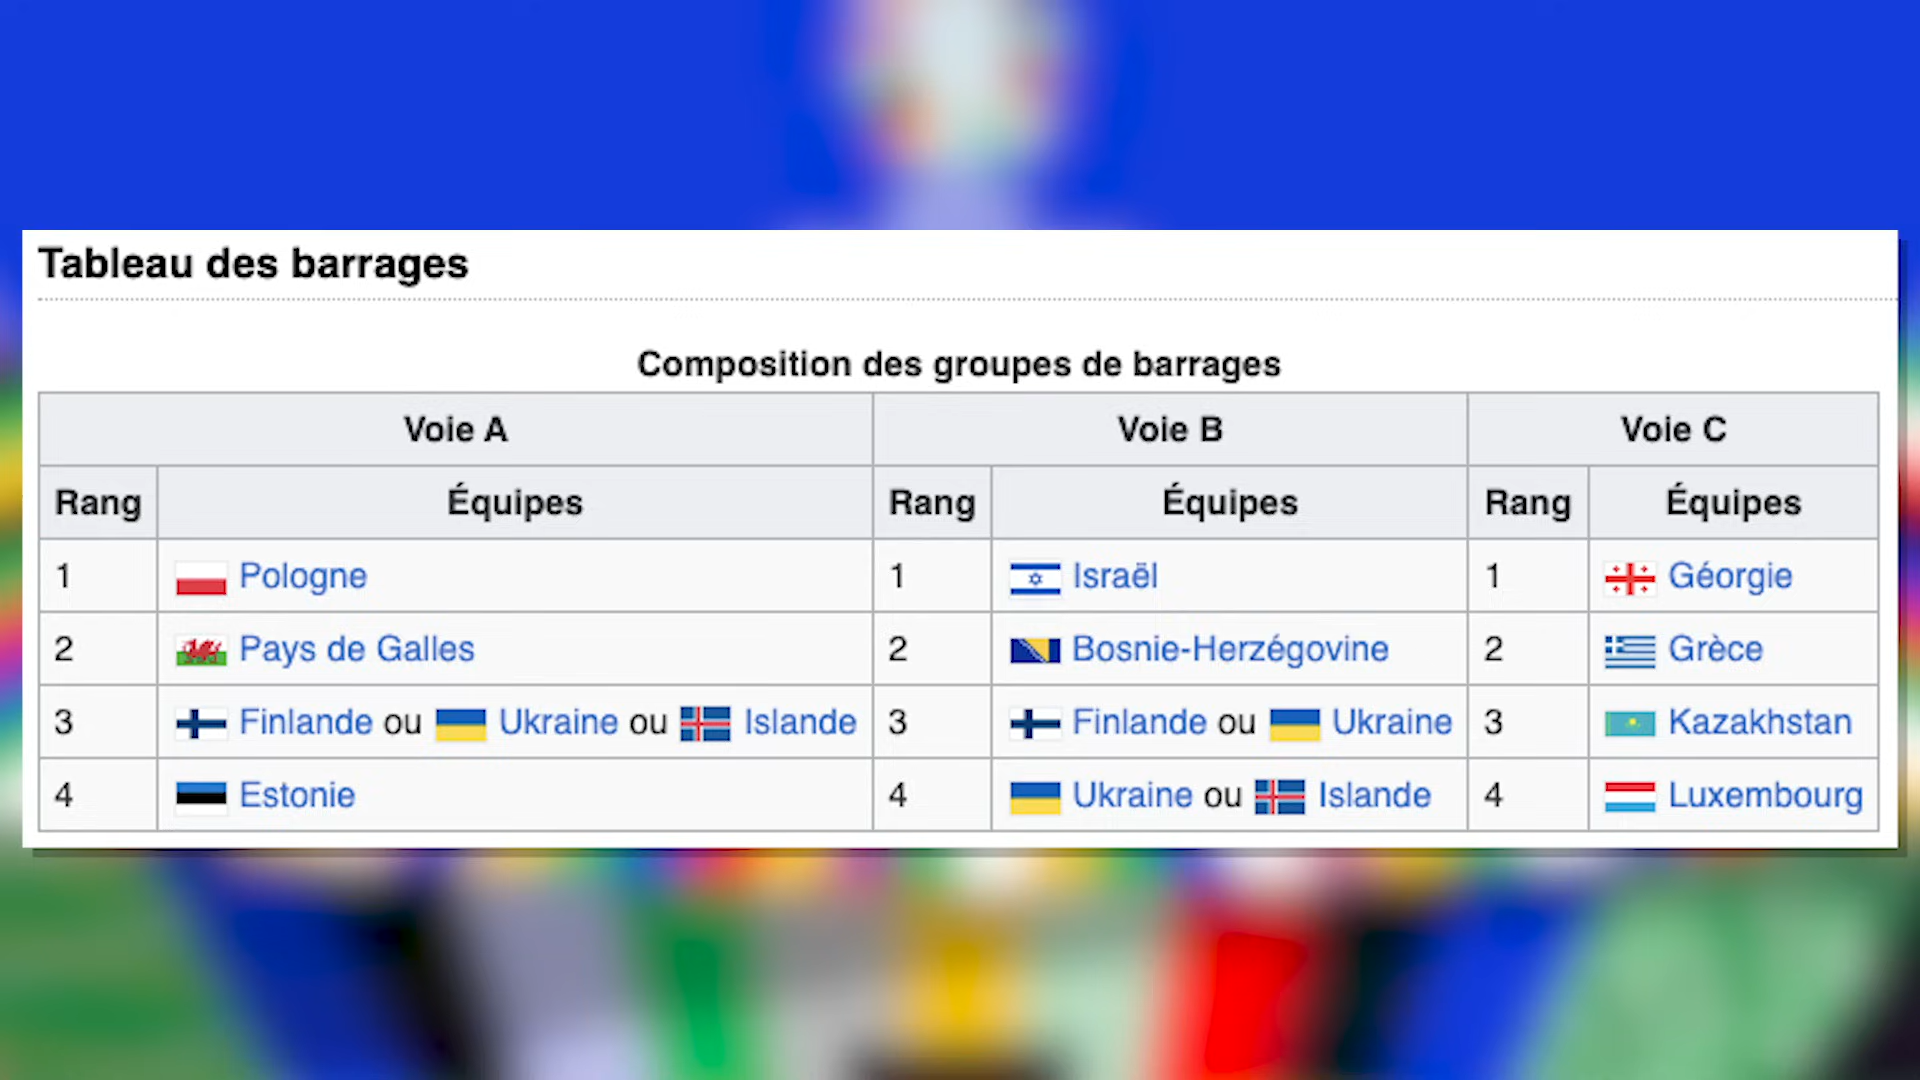 Tableau des barrages
Composition des groupes de barrages
Voie A Voie B Voie C
Rang Équipes Rang Équipes Rang Équipes
1 Pologne 1 Israël 1 Géorgie
2 Pays de Galles 2 Bosnie-Herzégovine 2 Grèce
3 Finlande ou Ukraine ou Islande 3 Finlande ou Ukraine 3 Kazakhstan
4 Estonie 4 Ukraine ou Islande 4 Luxembourg